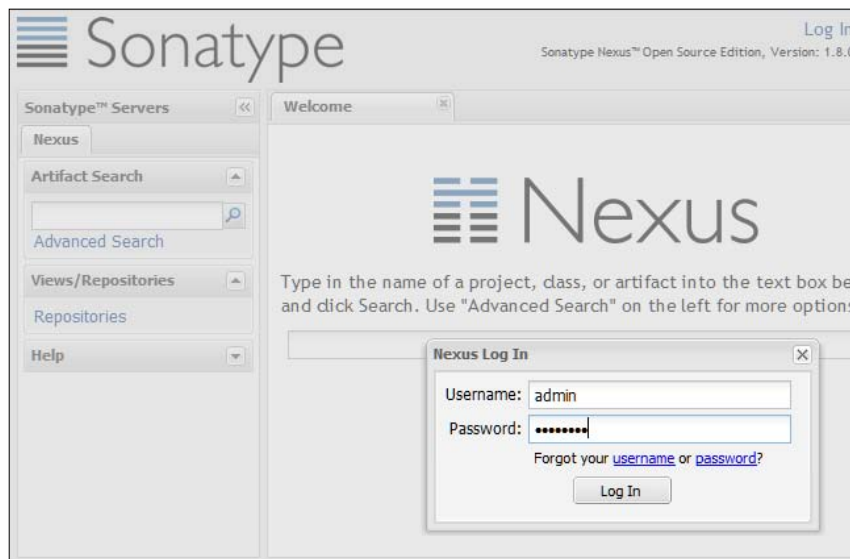 Sonatype
Log In
Sonatype Nexus™ Open Source Edition, Version: 1.8.0
Sonatype™ Servers
Welcome
Nexus
Artifact Search
Advanced Search
Views/Repositories
Repositories
Help
Nexus
Type in the name of a project, class, or artifact into the text box be
and click Search. Use "Advanced Search" on the left for more options
Nexus Log In
Username: admin
Password: ••••••••
Forgot your username or password?
Log In